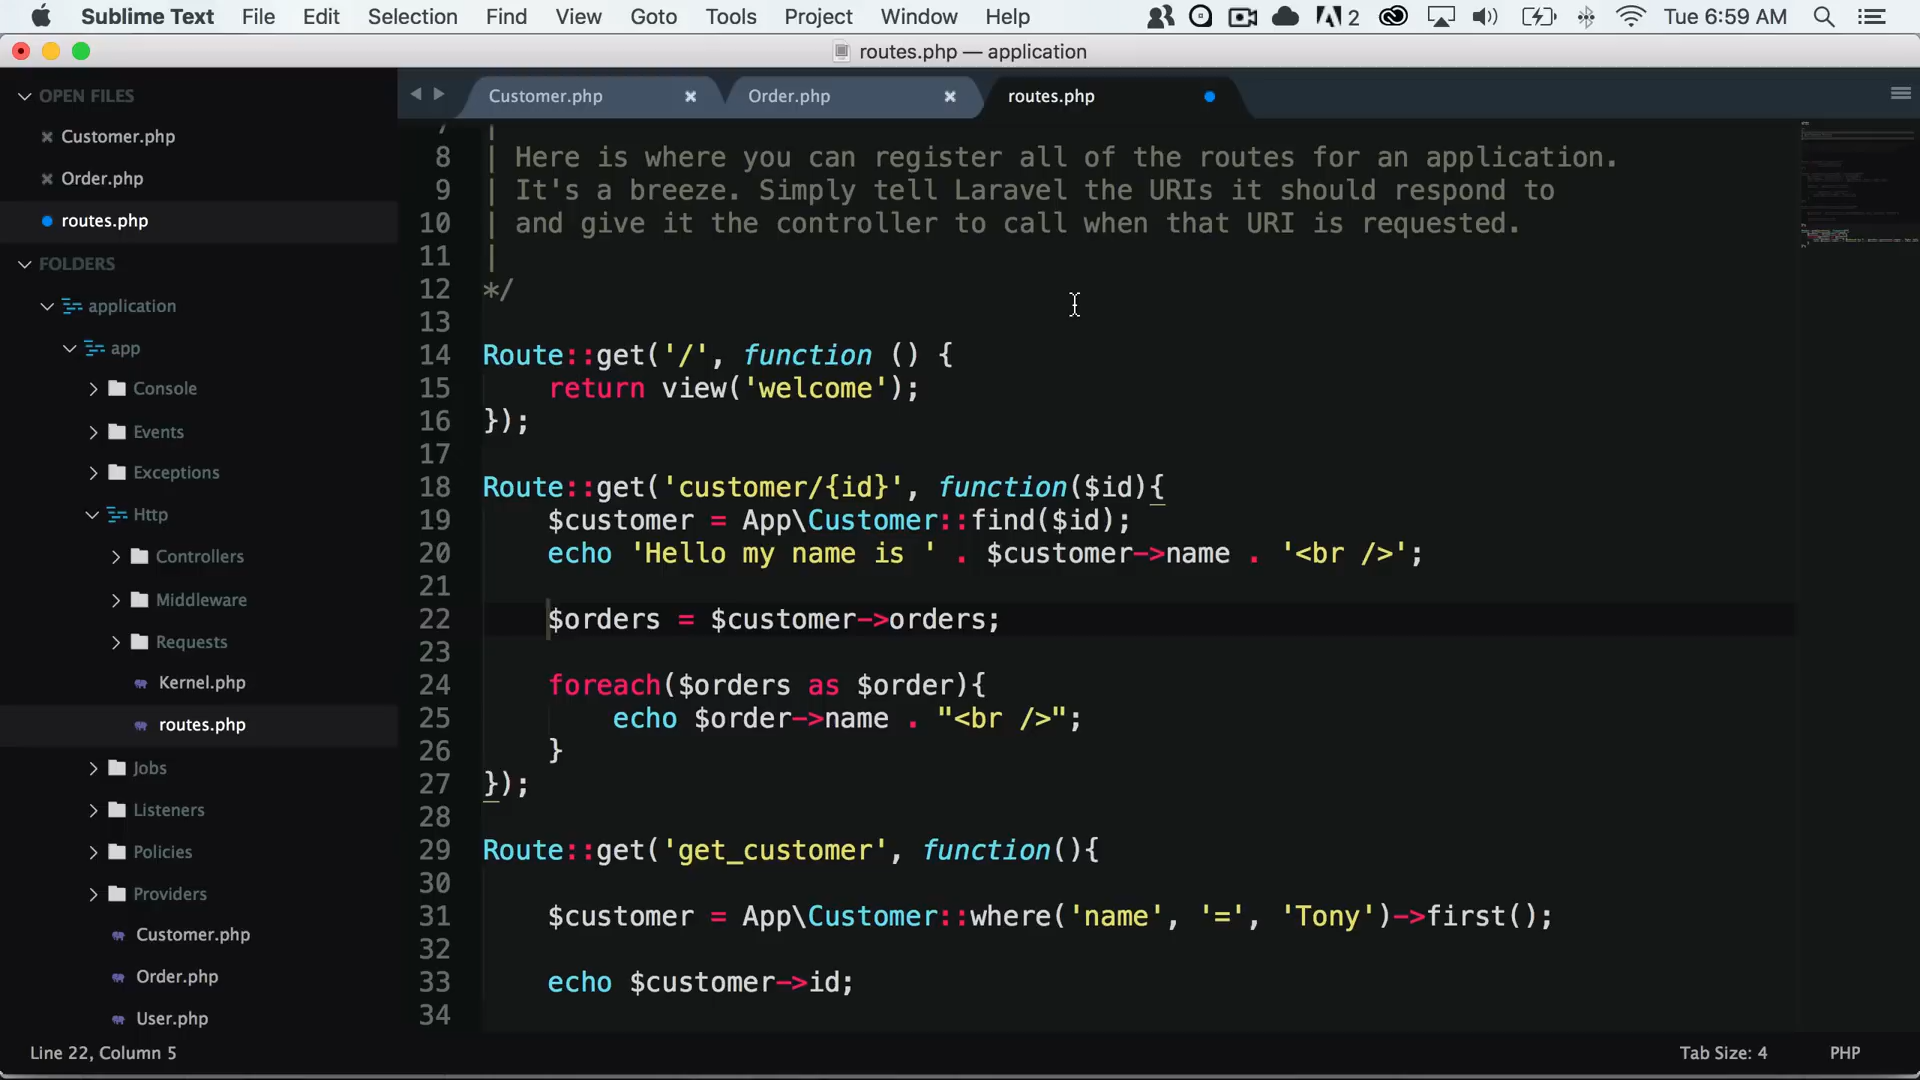 Sublime Text File Edit Selection Find View Goto Tools Project Window Help 2 Tue 6:59 AM
routes.php — application
OPEN FILES
Customer.php
Order.php
routes.php
FOLDERS
application
app
Console
Events
Exceptions
Http
Controllers
Middleware
Requests
Kernel.php
routes.php
Jobs
Listeners
Policies
Providers
Customer.php
Order.php
User.php
Customer.php Order.php routes.php
7 |
8 | Here is where you can register all of the routes for an application.
9 | It's a breeze. Simply tell Laravel the URIs it should respond to
10 | and give it the controller to call when that URI is requested.
11 |
12 */
13
14 Route::get('/', function () {
15 return view('welcome');
16 });
17
18 Route::get('customer/{id}', function($id){
19 $customer = App\Customer::find($id);
20 echo 'Hello my name is ' . $customer->name . '<br />';
21
22 $orders = $customer->orders;
23
24 foreach($orders as $order){
25 echo $order->name . "<br />";
26 }
27 });
28
29 Route::get('get_customer', function(){
30
31 $customer = App\Customer::where('name', '=', 'Tony')->first();
32
33 echo $customer->id;
34
Line 22, Column 5 Tab Size: 4 PHP